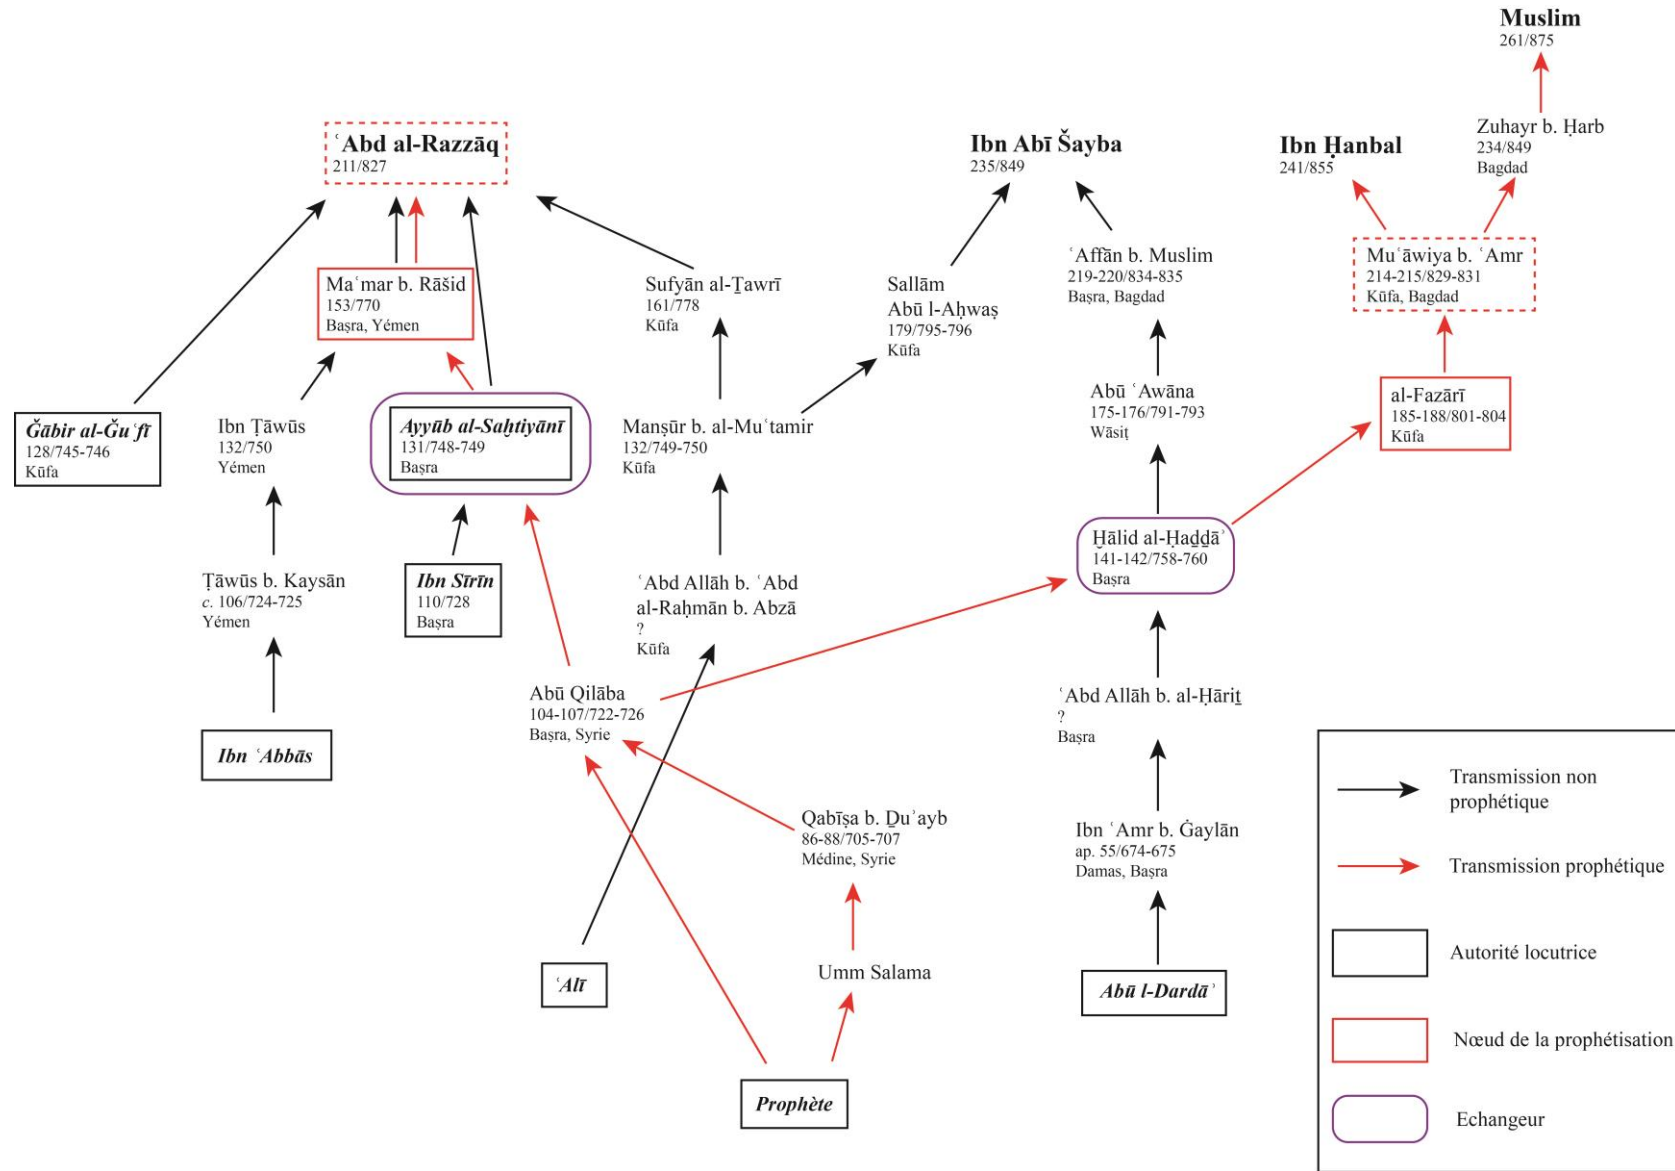 Muslim
261/875
Zuhayr b. Ḥarb
234/849
Bagdad
ʿAbd al-Razzāq
211/827
Ibn Abī Šayba
235/849
Ibn Ḥanbal
241/855
Maʿmar b. Rāšid
153/770
Baṣra, Yémen
Sufyān al-Ṯawrī
161/778
Kūfa
Sallām
Abū l-Aḥwaṣ
179/795-796
Kūfa
ʿAffān b. Muslim
219-220/834-835
Baṣra, Bagdad
Muʿāwiya b. ʿAmr
214-215/829-831
Kūfa, Bagdad
Ǧābir al-Ǧuʿfī
128/745-746
Kūfa
Ibn Ṭāwūs
132/750
Yémen
Ayyūb al-Saḫtiyānī
131/748-749
Baṣra
Manṣūr b. al-Muʿtamir
132/749-750
Kūfa
Abū ʿAwāna
175-176/791-793
Wāsiṭ
al-Fazārī
185-188/801-804
Kūfa
Ṭāwūs b. Kaysān
c. 106/724-725
Yémen
Ibn Sīrīn
110/728
Baṣra
ʿAbd Allāh b. ʿAbd
al-Raḥmān b. Abzā
?
Kūfa
Ḫālid al-Ḥaḏḏāʾ
141-142/758-760
Baṣra
Abū Qilāba
104-107/722-726
Baṣra, Syrie
ʿAbd Allāh b. al-Ḥāriṯ
?
Baṣra
Ibn ʿAbbās
Qabīṣa b. Ḏuʾayb
86-88/705-707
Médine, Syrie
Ibn ʿAmr b. Ġaylān
ap. 55/674-675
Damas, Baṣra
ʿAlī
Umm Salama
Abū l-Dardāʾ
Prophète
Transmission non
prophétique
Transmission prophétique
Autorité locutrice
Nœud de la prophétisation
Echangeur